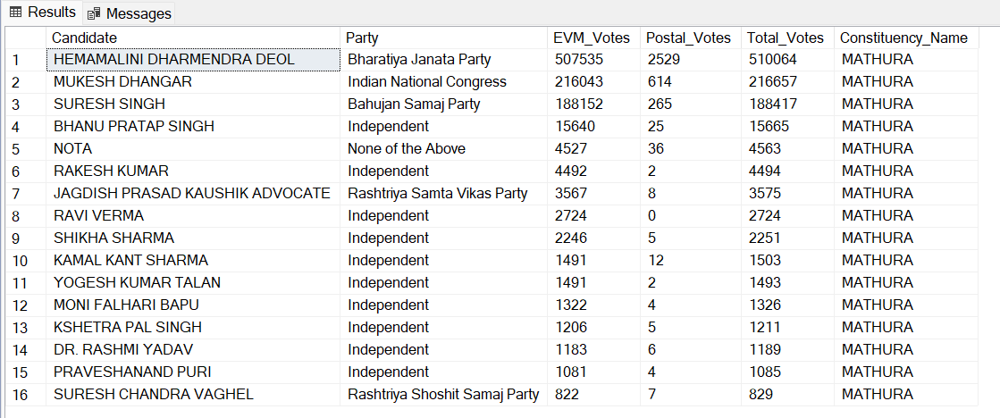 Results Messages
Candidate Party EVM_Votes Postal_Votes Total_Votes Constituency_Name
1 HEMAMALINI DHARMENDRA DEOL Bharatiya Janata Party 507535 2529 510064 MATHURA
2 MUKESH DHANGAR Indian National Congress 216043 614 216657 MATHURA
3 SURESH SINGH Bahujan Samaj Party 188152 265 188417 MATHURA
4 BHANU PRATAP SINGH Independent 15640 25 15665 MATHURA
5 NOTA None of the Above 4527 36 4563 MATHURA
6 RAKESH KUMAR Independent 4492 2 4494 MATHURA
7 JAGDISH PRASAD KAUSHIK ADVOCATE Rashtriya Samta Vikas Party 3567 8 3575 MATHURA
8 RAVI VERMA Independent 2724 0 2724 MATHURA
9 SHIKHA SHARMA Independent 2246 5 2251 MATHURA
10 KAMAL KANT SHARMA Independent 1491 12 1503 MATHURA
11 YOGESH KUMAR TALAN Independent 1491 2 1493 MATHURA
12 MONI FALHARI BAPU Independent 1322 4 1326 MATHURA
13 KSHETRA PAL SINGH Independent 1206 5 1211 MATHURA
14 DR. RASHMI YADAV Independent 1183 6 1189 MATHURA
15 PRAVESHANAND PURI Independent 1081 4 1085 MATHURA
16 SURESH CHANDRA VAGHEL Rashtriya Shoshit Samaj Party 822 7 829 MATHURA